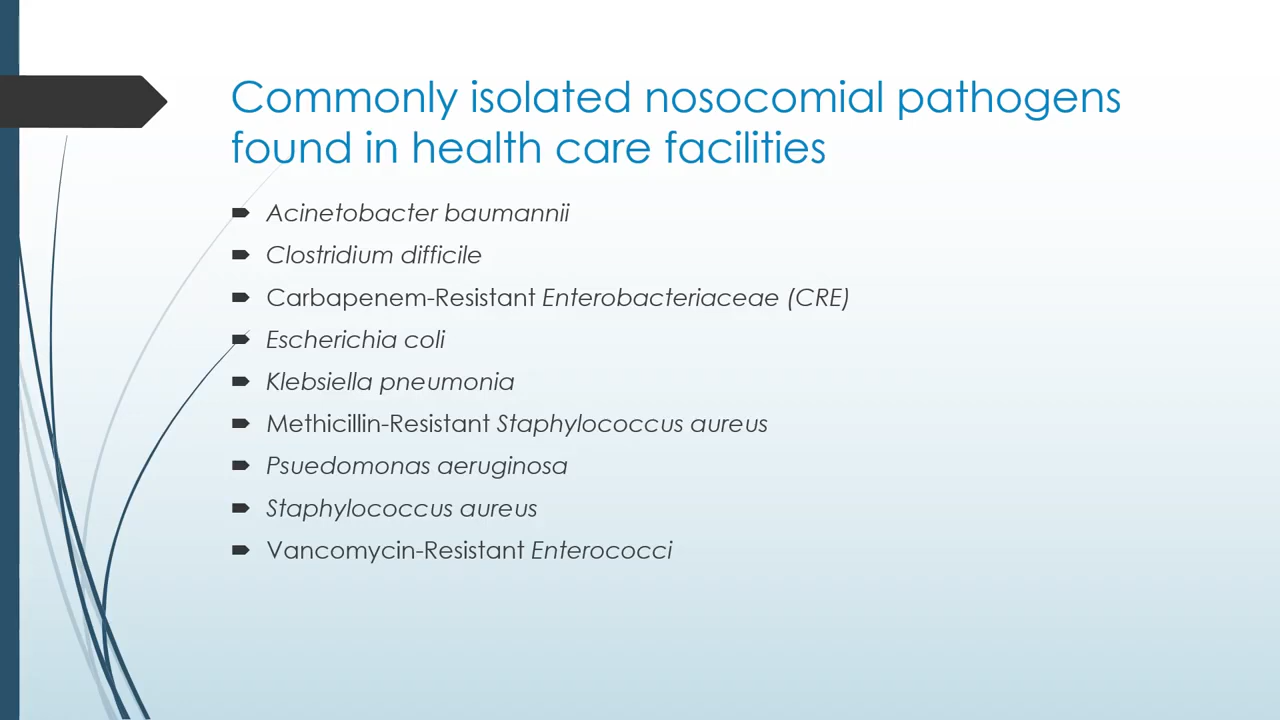 Commonly isolated nosocomial pathogens
found in health care facilities
Acinetobacter baumannii
Clostridium difficile
Carbapenem-Resistant Enterobacteriaceae (CRE)
Escherichia coli
Klebsiella pneumonia
Methicillin-Resistant Staphylococcus aureus
Psuedomonas aeruginosa
Staphylococcus aureus
Vancomycin-Resistant Enterococci